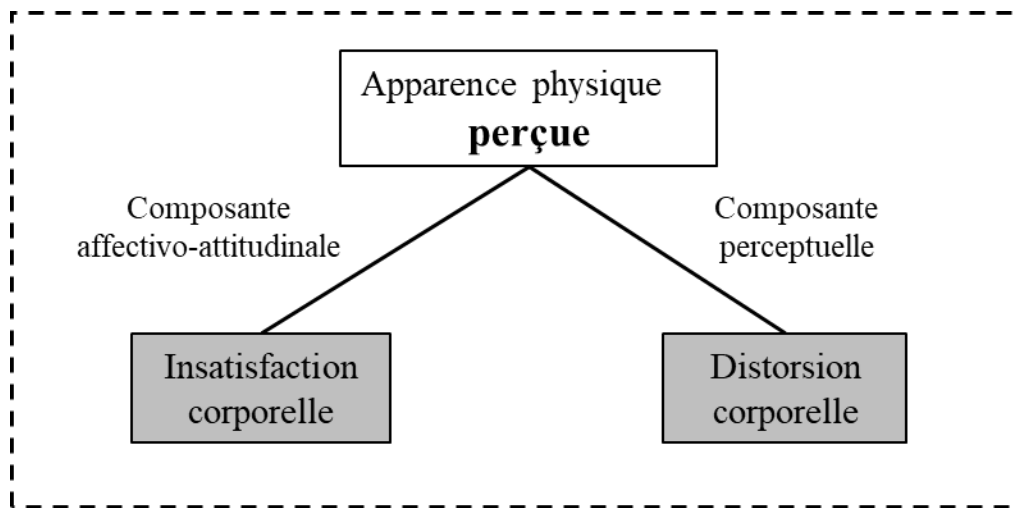 Apparence physique
perçue
Composante
affectivo-attitudinale
Composante
perceptuelle
Insatisfaction
corporelle
Distorsion
corporelle